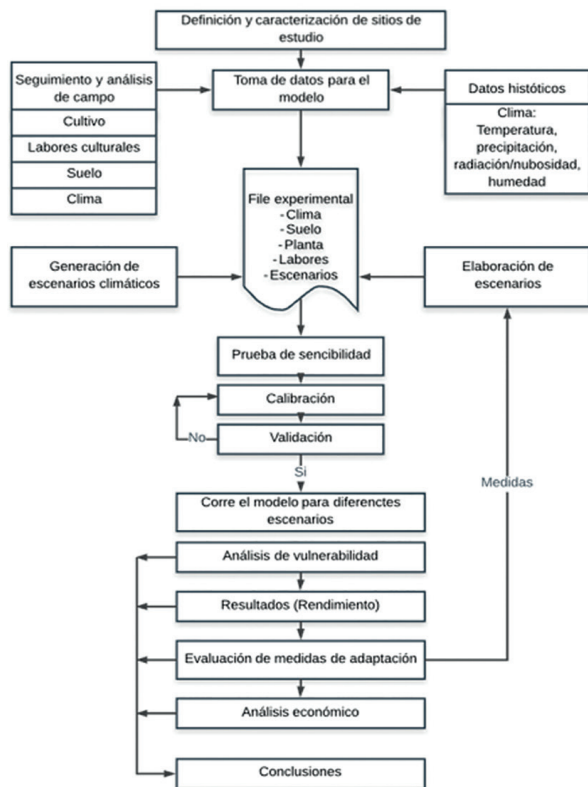 Definición y caracterización de sitios de
estudio
Seguimiento y análisis
de campo
Cultivo
Labores culturales
Suelo
Clima
Toma de datos para el
modelo
Datos históticos
Clima:
Temperatura,
precipitación,
radiación/nubosidad,
humedad
File experimental
- Clima
- Suelo
- Planta
- Labores
- Escenarios
Generación de
escenarios climáticos
Elaboración de
escenarios
Prueba de sencibilidad
Calibración
No
Validación
Si
Medidas
Corre el modelo para diferenctes
escenarios
Análisis de vulnerabilidad
Resultados (Rendimiento)
Evaluación de medidas de adaptación
Análisis económico
Conclusiones